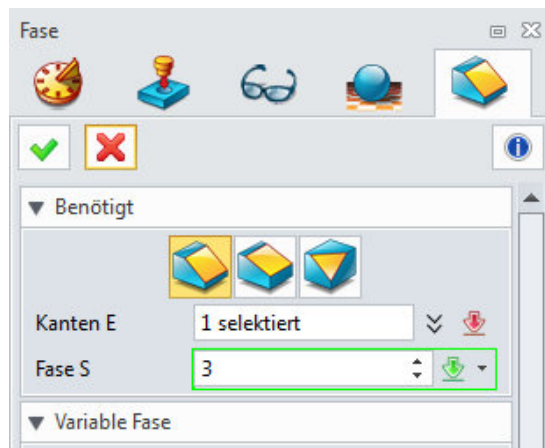 Fase
Benötigt
Kanten E 1 selektiert
Fase S 3
Variable Fase